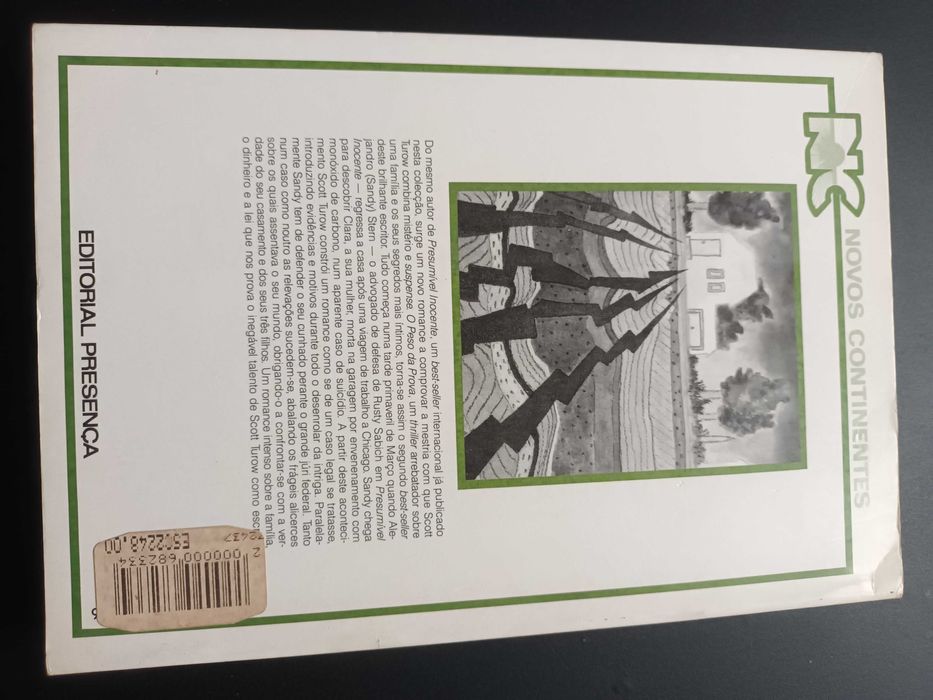 NC NOVOS CONTINENTES
Do mesmo autor de Presumível Inocente, um best-seller internacional já publicado
nesta colecção, surge um novo romance a comprovar a mestria com que Scott
Turow combina mistério e suspense. O Peso da Prova, um thriller arrebatador sobre
uma família e os seus segredos mais íntimos, torna-se assim o segundo best-seller
deste brilhante escritor. Tudo começa numa tarde primaveril de Março quando Ale-
jandro (Sandy) Stern — o advogado de defesa de Rusty Sabich em Presumível
Inocente — regressa a casa após uma viagem de trabalho a Chicago. Sandy chega
para descobrir Clara, a sua mulher, morta na garagem por envenenamento com
monóxido de carbono, num aparente caso de suicídio. A partir deste aconteci-
mento Scott Turow constrói um romance como se de um caso legal se tratasse,
introduzindo evidências e motivos durante todo o desenrolar da intriga. Paralela-
mente Sandy tem de defender o seu cunhado perante o grande júri federal. Tanto
num caso como noutro as relevações sucedem-se, abalando os frágeis alicerces
sobre os quais assentava o seu mundo, obrigando-o a confrontar-se com a ver-
dade do seu casamento e dos seus três filhos. Um romance intenso sobre a família,
o dinheiro e a lei que nos prova o inegável talento de Scott Turow como escri
EDITORIAL PRESENÇA
2 000000 682334
ESC2248,00